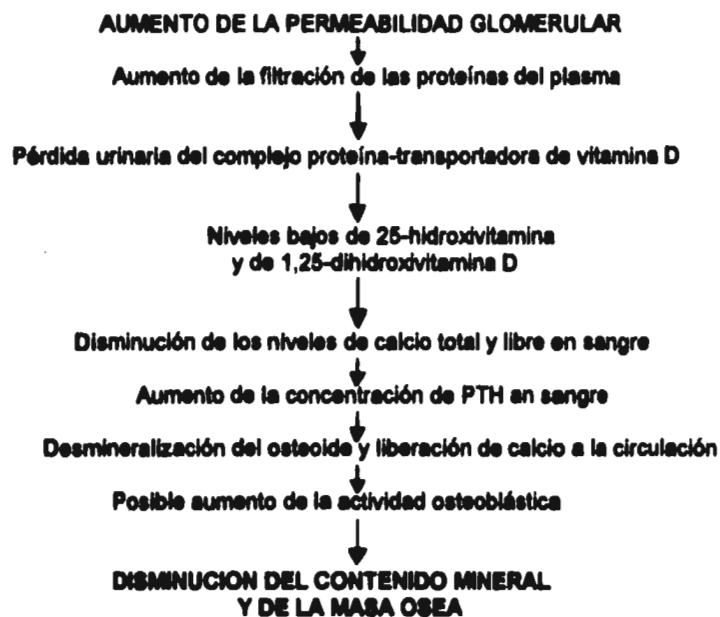 AUMENTO DE LA PERMEABILIDAD GLOMERULAR
Aumento de la filtración de las proteínas del plasma
Pérdida urinaria del complejo proteína-transportadora de vitamina D
Niveles bajos de 25-hidroxivitamina
y de 1,25-dihidroxivitamina D
Disminución de los niveles de calcio total y libre en sangre
Aumento de la concentración de PTH an sangre
Desmineralización del osteoide y liberación de calcio a la circulación
Posible aumento de la actividad osteoblástica
DISMINUCION DEL CONTENIDO MINERAL
Y DE LA MASA OSEA